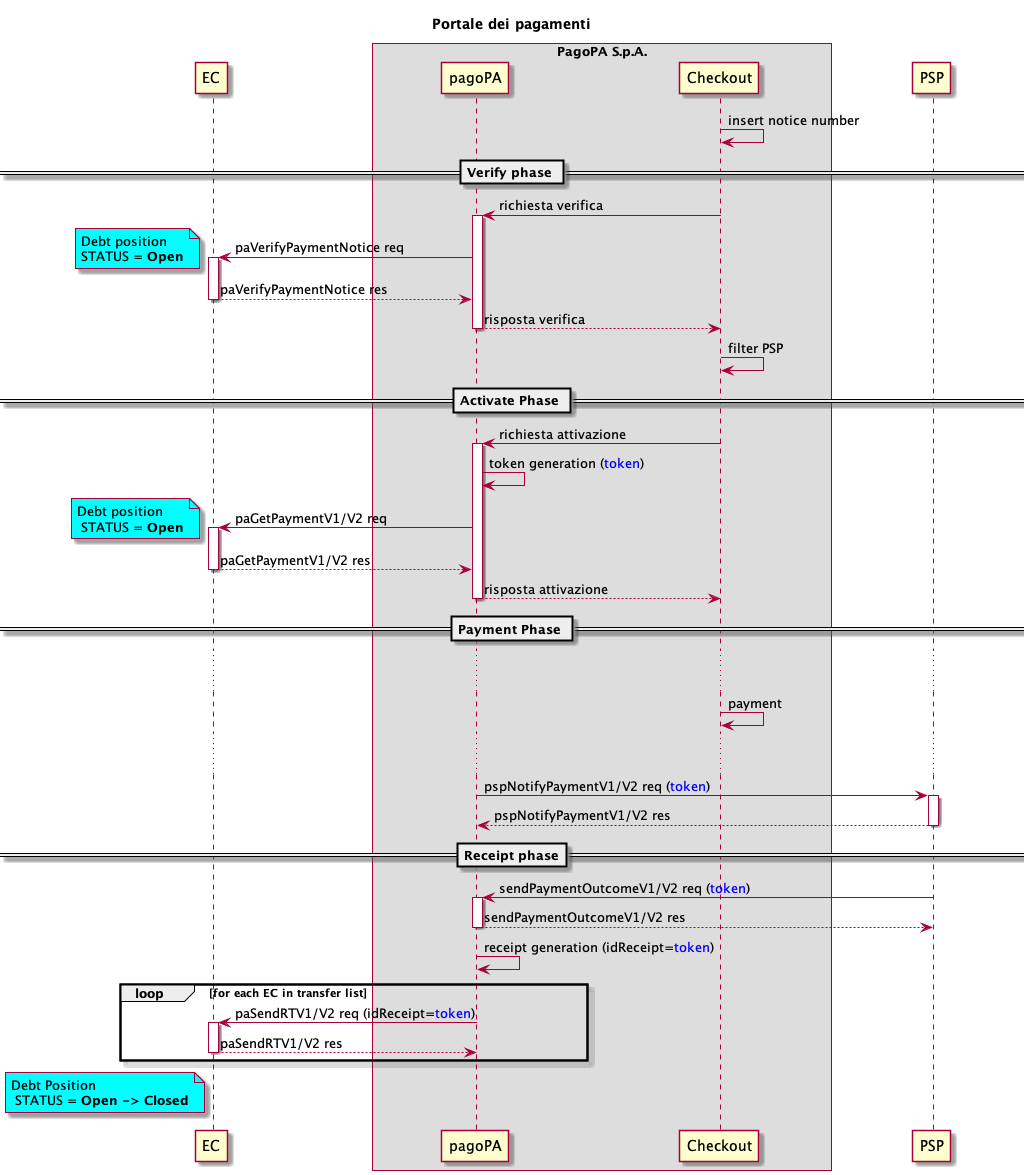 Portale dei pagamenti
PagoPA S.p.A.
EC
pagoPA
Checkout
PSP
insert notice number
Verify phase
richiesta verifica
Debt position
STATUS = Open
paVerifyPaymentNotice req
paVerifyPaymentNotice res
risposta verifica
filter PSP
Activate Phase
richiesta attivazione
token generation (token)
Debt position
STATUS = Open
paGetPaymentV1/V2 req
paGetPaymentV1/V2 res
risposta attivazione
Payment Phase
payment
pspNotifyPaymentV1/V2 req (token)
pspNotifyPaymentV1/V2 res
Receipt phase
sendPaymentOutcomeV1/V2 req (token)
sendPaymentOutcomeV1/V2 res
receipt generation (idReceipt=token)
loop
[for each EC in transfer list]
paSendRTV1/V2 req (idReceipt=token)
paSendRTV1/V2 res
Debt Position
STATUS = Open -> Closed
EC
pagoPA
Checkout
PSP